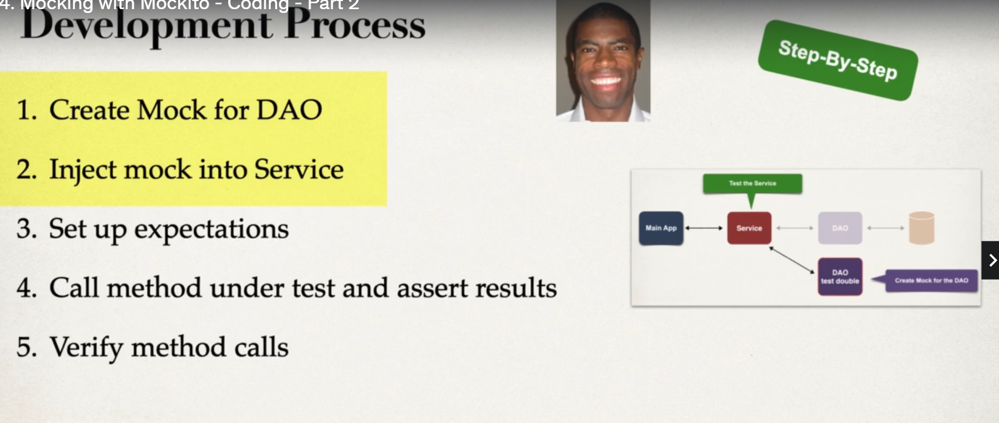 4. Mocking with Mockito - Coding - Part 2
Development Process
Step-By-Step
1. Create Mock for DAO
2. Inject mock into Service
3. Set up expectations
4. Call method under test and assert results
5. Verify method calls
Test the Service
Main App
Service
DAO
DAO
test double
Create Mock for the DAO